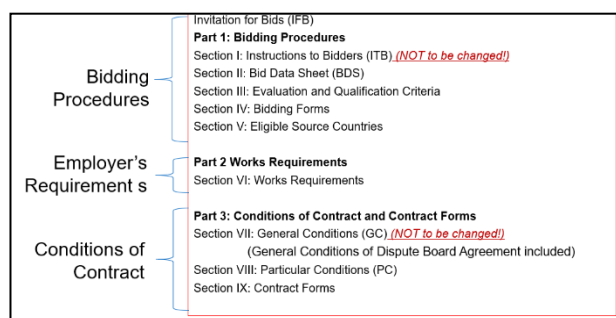 Invitation for Bids (IFB)
Part 1: Bidding Procedures
Section I: Instructions to Bidders (ITB) (NOT to be changed!)
Section II: Bid Data Sheet (BDS)
Section III: Evaluation and Qualification Criteria
Section IV: Bidding Forms
Section V: Eligible Source Countries
Bidding
Procedures
Part 2 Works Requirements
Section VI: Works Requirements
Employer's
Requirement s
Part 3: Conditions of Contract and Contract Forms
Section VII: General Conditions (GC) (NOT to be changed!)
(General Conditions of Dispute Board Agreement included)
Section VIII: Particular Conditions (PC)
Section IX: Contract Forms
Conditions of
Contract